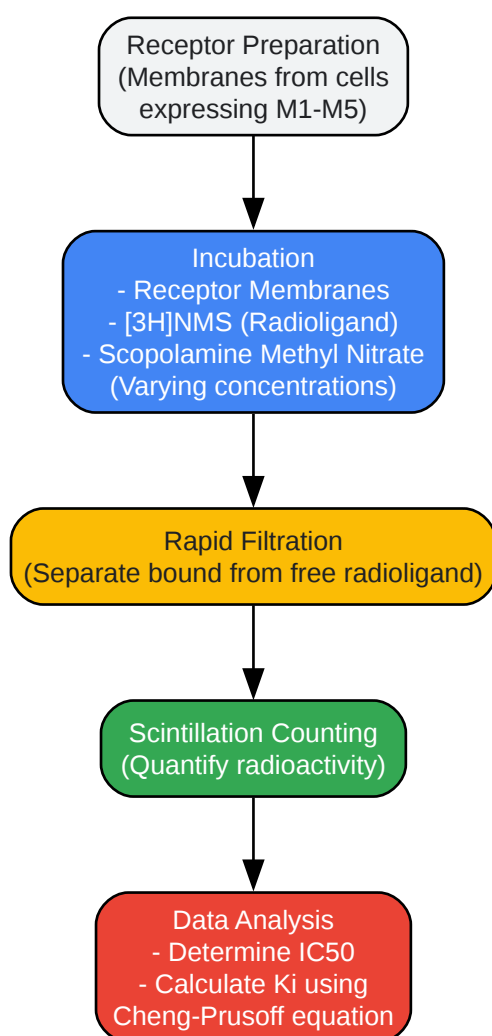 Receptor Preparation
(Membranes from cells
expressing M1-M5)
Incubation
- Receptor Membranes
- [3H]NMS (Radioligand)
- Scopolamine Methyl Nitrate
(Varying concentrations)
Rapid Filtration
(Separate bound from free radioligand)
Scintillation Counting
(Quantify radioactivity)
Data Analysis
- Determine IC50
- Calculate Ki using
Cheng-Prusoff equation